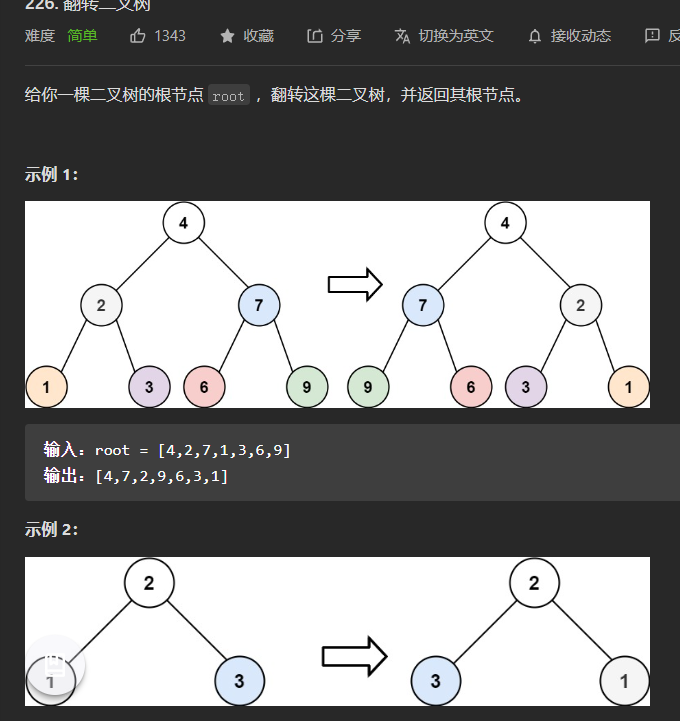 226. 翻转二叉树
难度 简单 1343 收藏 分享 切换为英文 接收动态
给你一棵二叉树的根节点 root ，翻转这棵二叉树，并返回其根节点。
示例 1：
4 4
2 7 7 2
1 3 6 9 9 6 3 1
输入：root = [4,2,7,1,3,6,9]
输出：[4,7,2,9,6,3,1]
示例 2：
2 2
1 3 3 1